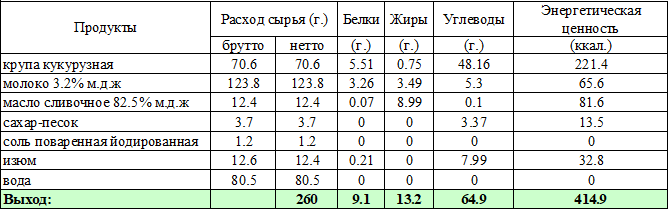 Продукты Расход сырья (г.) Белки Жиры Углеводы Энергетическая ценность
брутто нетто (г.) (г.) (г.) (ккал.)
крупа кукурузная 70.6 70.6 5.51 0.75 48.16 221.4
молоко 3.2% м.д.ж 123.8 123.8 3.26 3.49 5.3 65.6
масло сливочное 82.5% м.д.ж 12.4 12.4 0.07 8.99 0.1 81.6
сахар-песок 3.7 3.7 0 0 3.37 13.5
соль поваренная йодированная 1.2 1.2 0 0 0 0
изюм 12.6 12.4 0.21 0 7.99 32.8
вода 80.5 80.5 0 0 0 0
Выход: 260 9.1 13.2 64.9 414.9